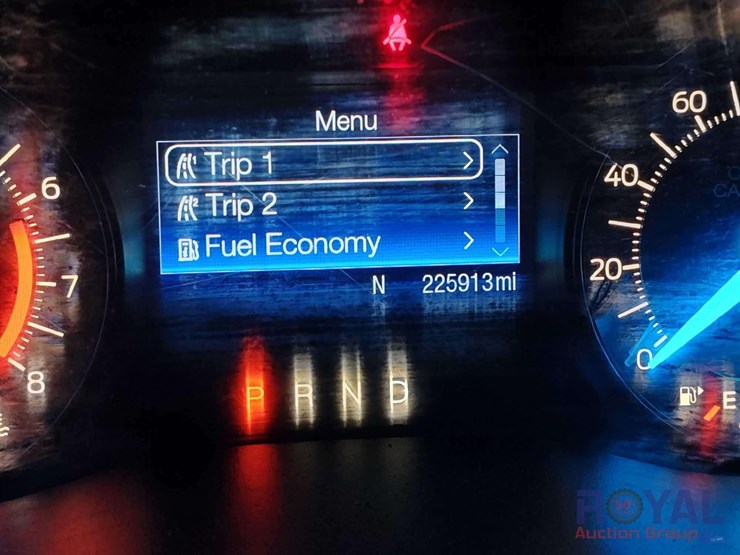 Menu
Trip 1
Trip 2
Fuel Economy
N 225913mi
P R N D
6
7
8
60
40
20
0
E
ROYAL
Auction Group